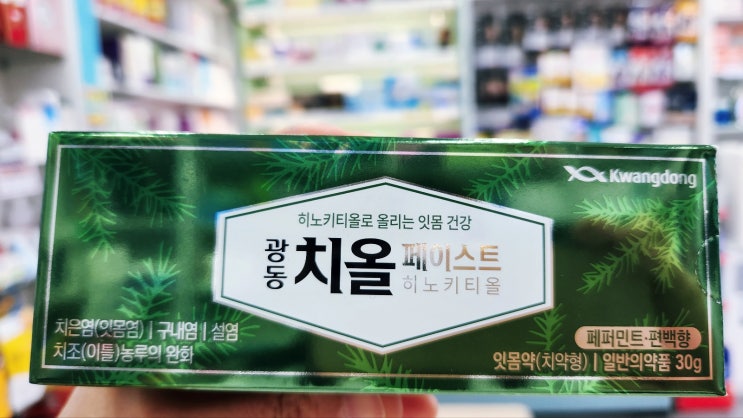 Kwangdong
히노키티올로 올리는 잇몸 건강
광동 치올 페이스트
히노키티올
치은염(잇몸염) | 구내염 | 설염
치조(이틀)농루의 완화
페퍼민트·편백향
잇몸약(치약형) | 일반의약품 30g